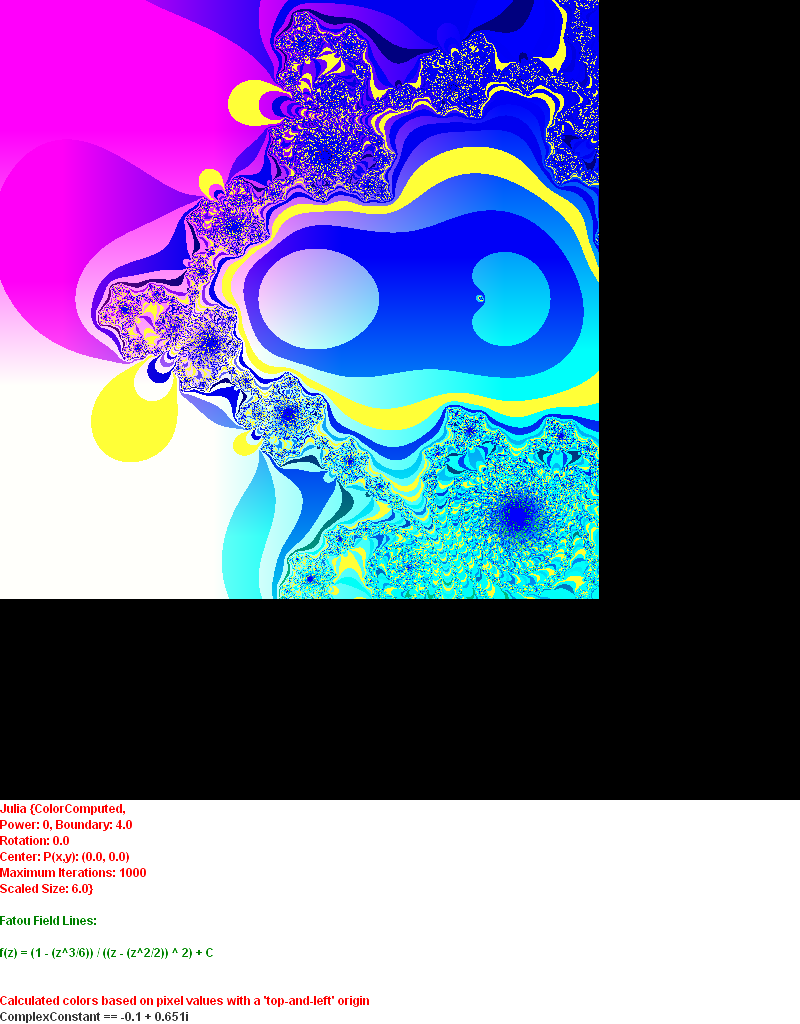 Julia {ColorComputed,
Power: 0, Boundary: 4.0
Rotation: 0.0
Center: P(x,y): (0.0, 0.0)
Maximum Iterations: 1000
Scaled Size: 6.0}
Fatou Field Lines:
f(z) = (1 - (z^3/6)) / ((z - (z^2/2)) ^ 2) + C
Calculated colors based on pixel values with a 'top-and-left' origin
ComplexConstant == -0.1 + 0.651i